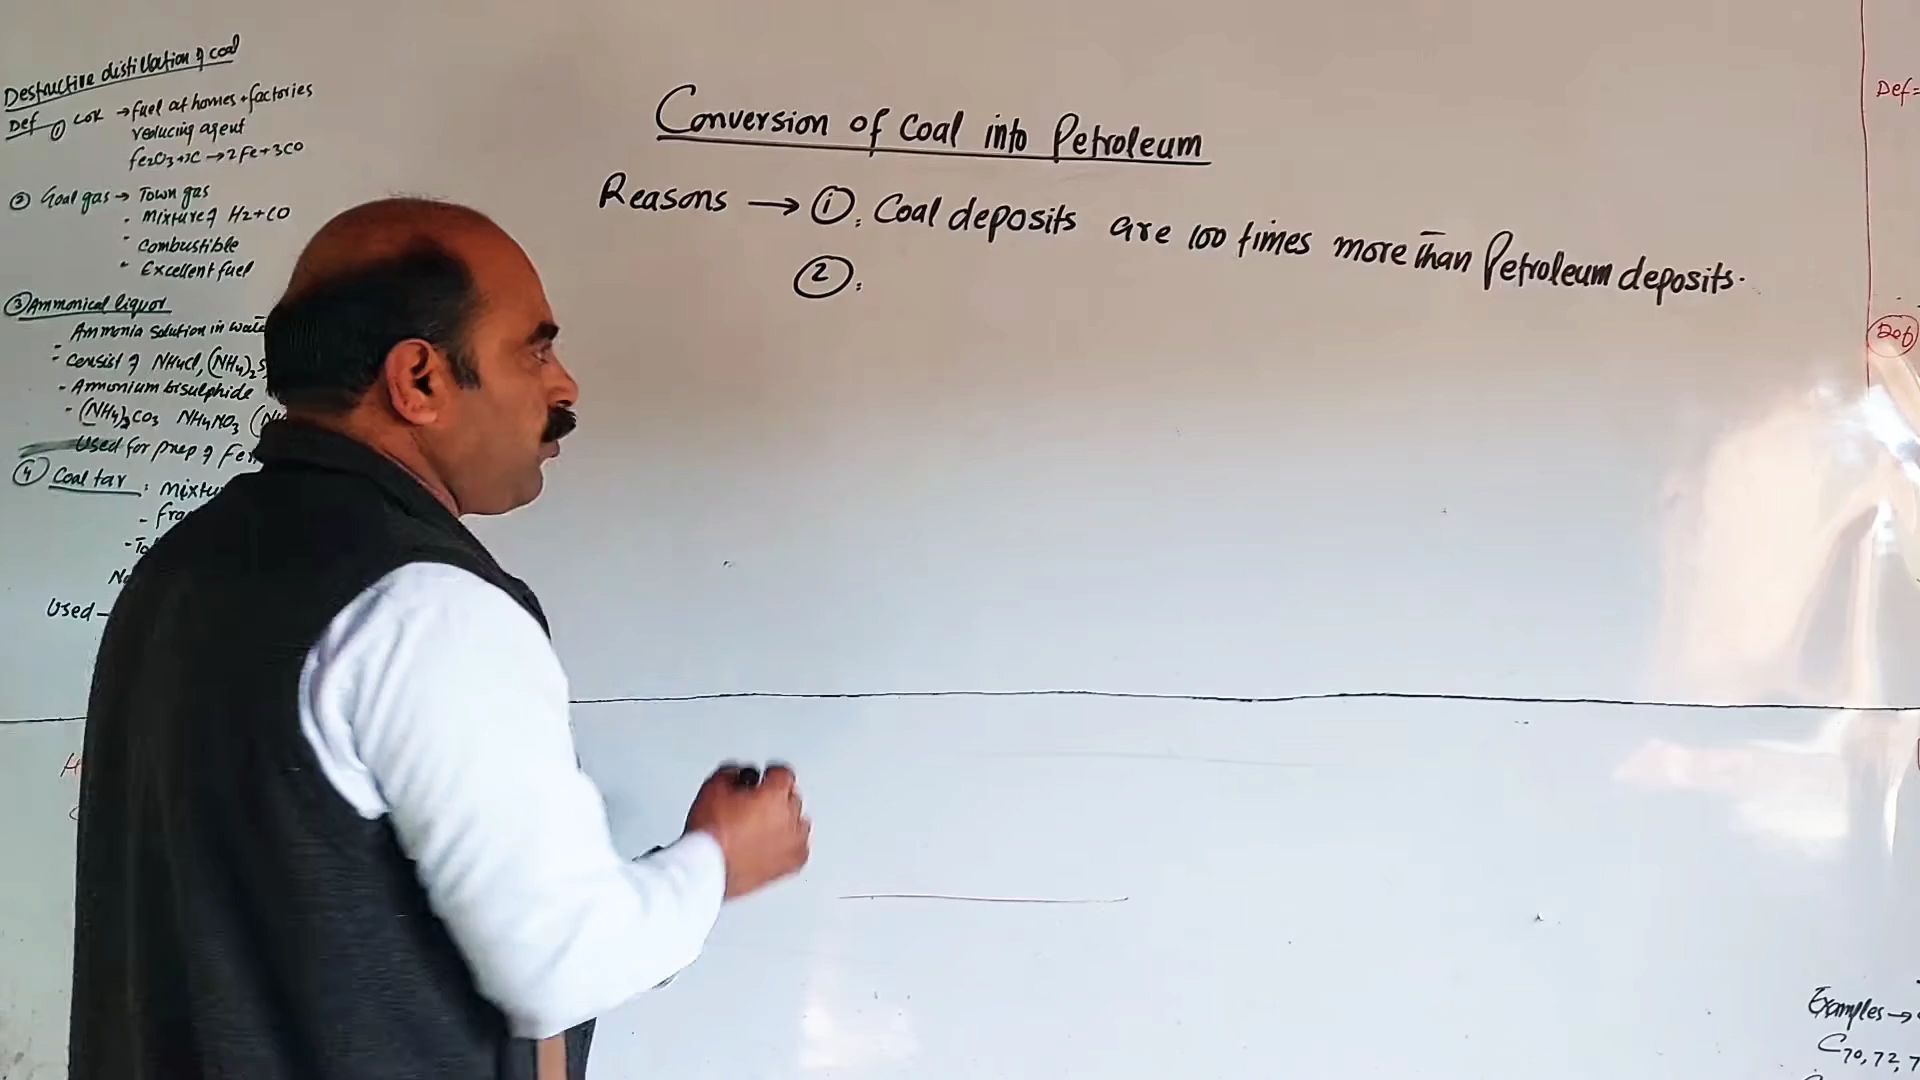 Destructive distillation of coal
Def ① cok → fuel at homes + factories
reducing agent
Fe2O3+3C → 2Fe+3CO
② Coal gas → Town gas
· Mixture of H2+CO
· Combustible
· Excellent fuel
③ Ammonical liquor
Ammonia solution in water
- consist of NH4Cl, (NH4)2S
- Ammonium bisulphide
- (NH4)2CO3 NH4NO3 (NH
Used for prep of Fer
④ Coal tar : mixtu
- Fra
Used -
Conversion of Coal into Petroleum
Reasons → ①: Coal deposits are 100 times more than Petroleum deposits.
②:
Def=
Def
Examples →
C70, 72, 7